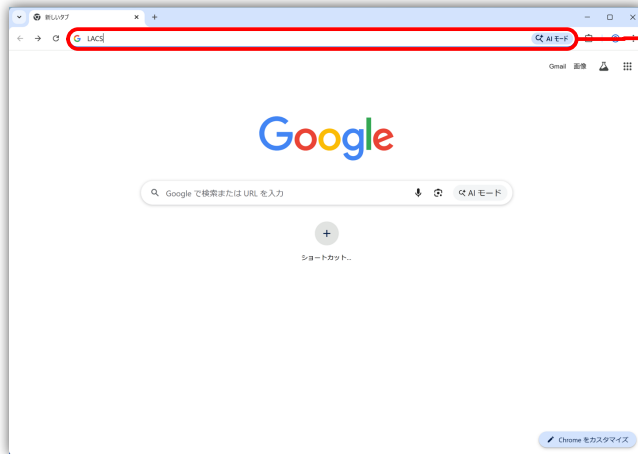 新しいタブ
LACS
AI モード
Gmail 画像
Google
Google で検索または URL を入力
AI モード
ショートカット...
Chrome をカスタマイズ